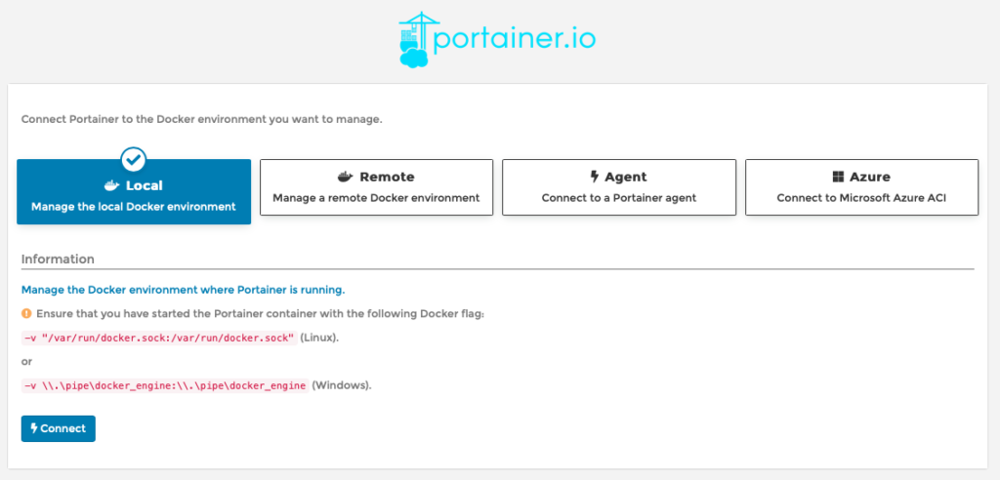 portainer.io
Connect Portainer to the Docker environment you want to manage.
Local
Manage the local Docker environment
Remote
Manage a remote Docker environment
Agent
Connect to a Portainer agent
Azure
Connect to Microsoft Azure ACI
Information
Manage the Docker environment where Portainer is running.
Ensure that you have started the Portainer container with the following Docker flag:
-v "/var/run/docker.sock:/var/run/docker.sock" (Linux).
or
-v \\.\pipe\docker_engine:\\.\pipe\docker_engine (Windows).
Connect